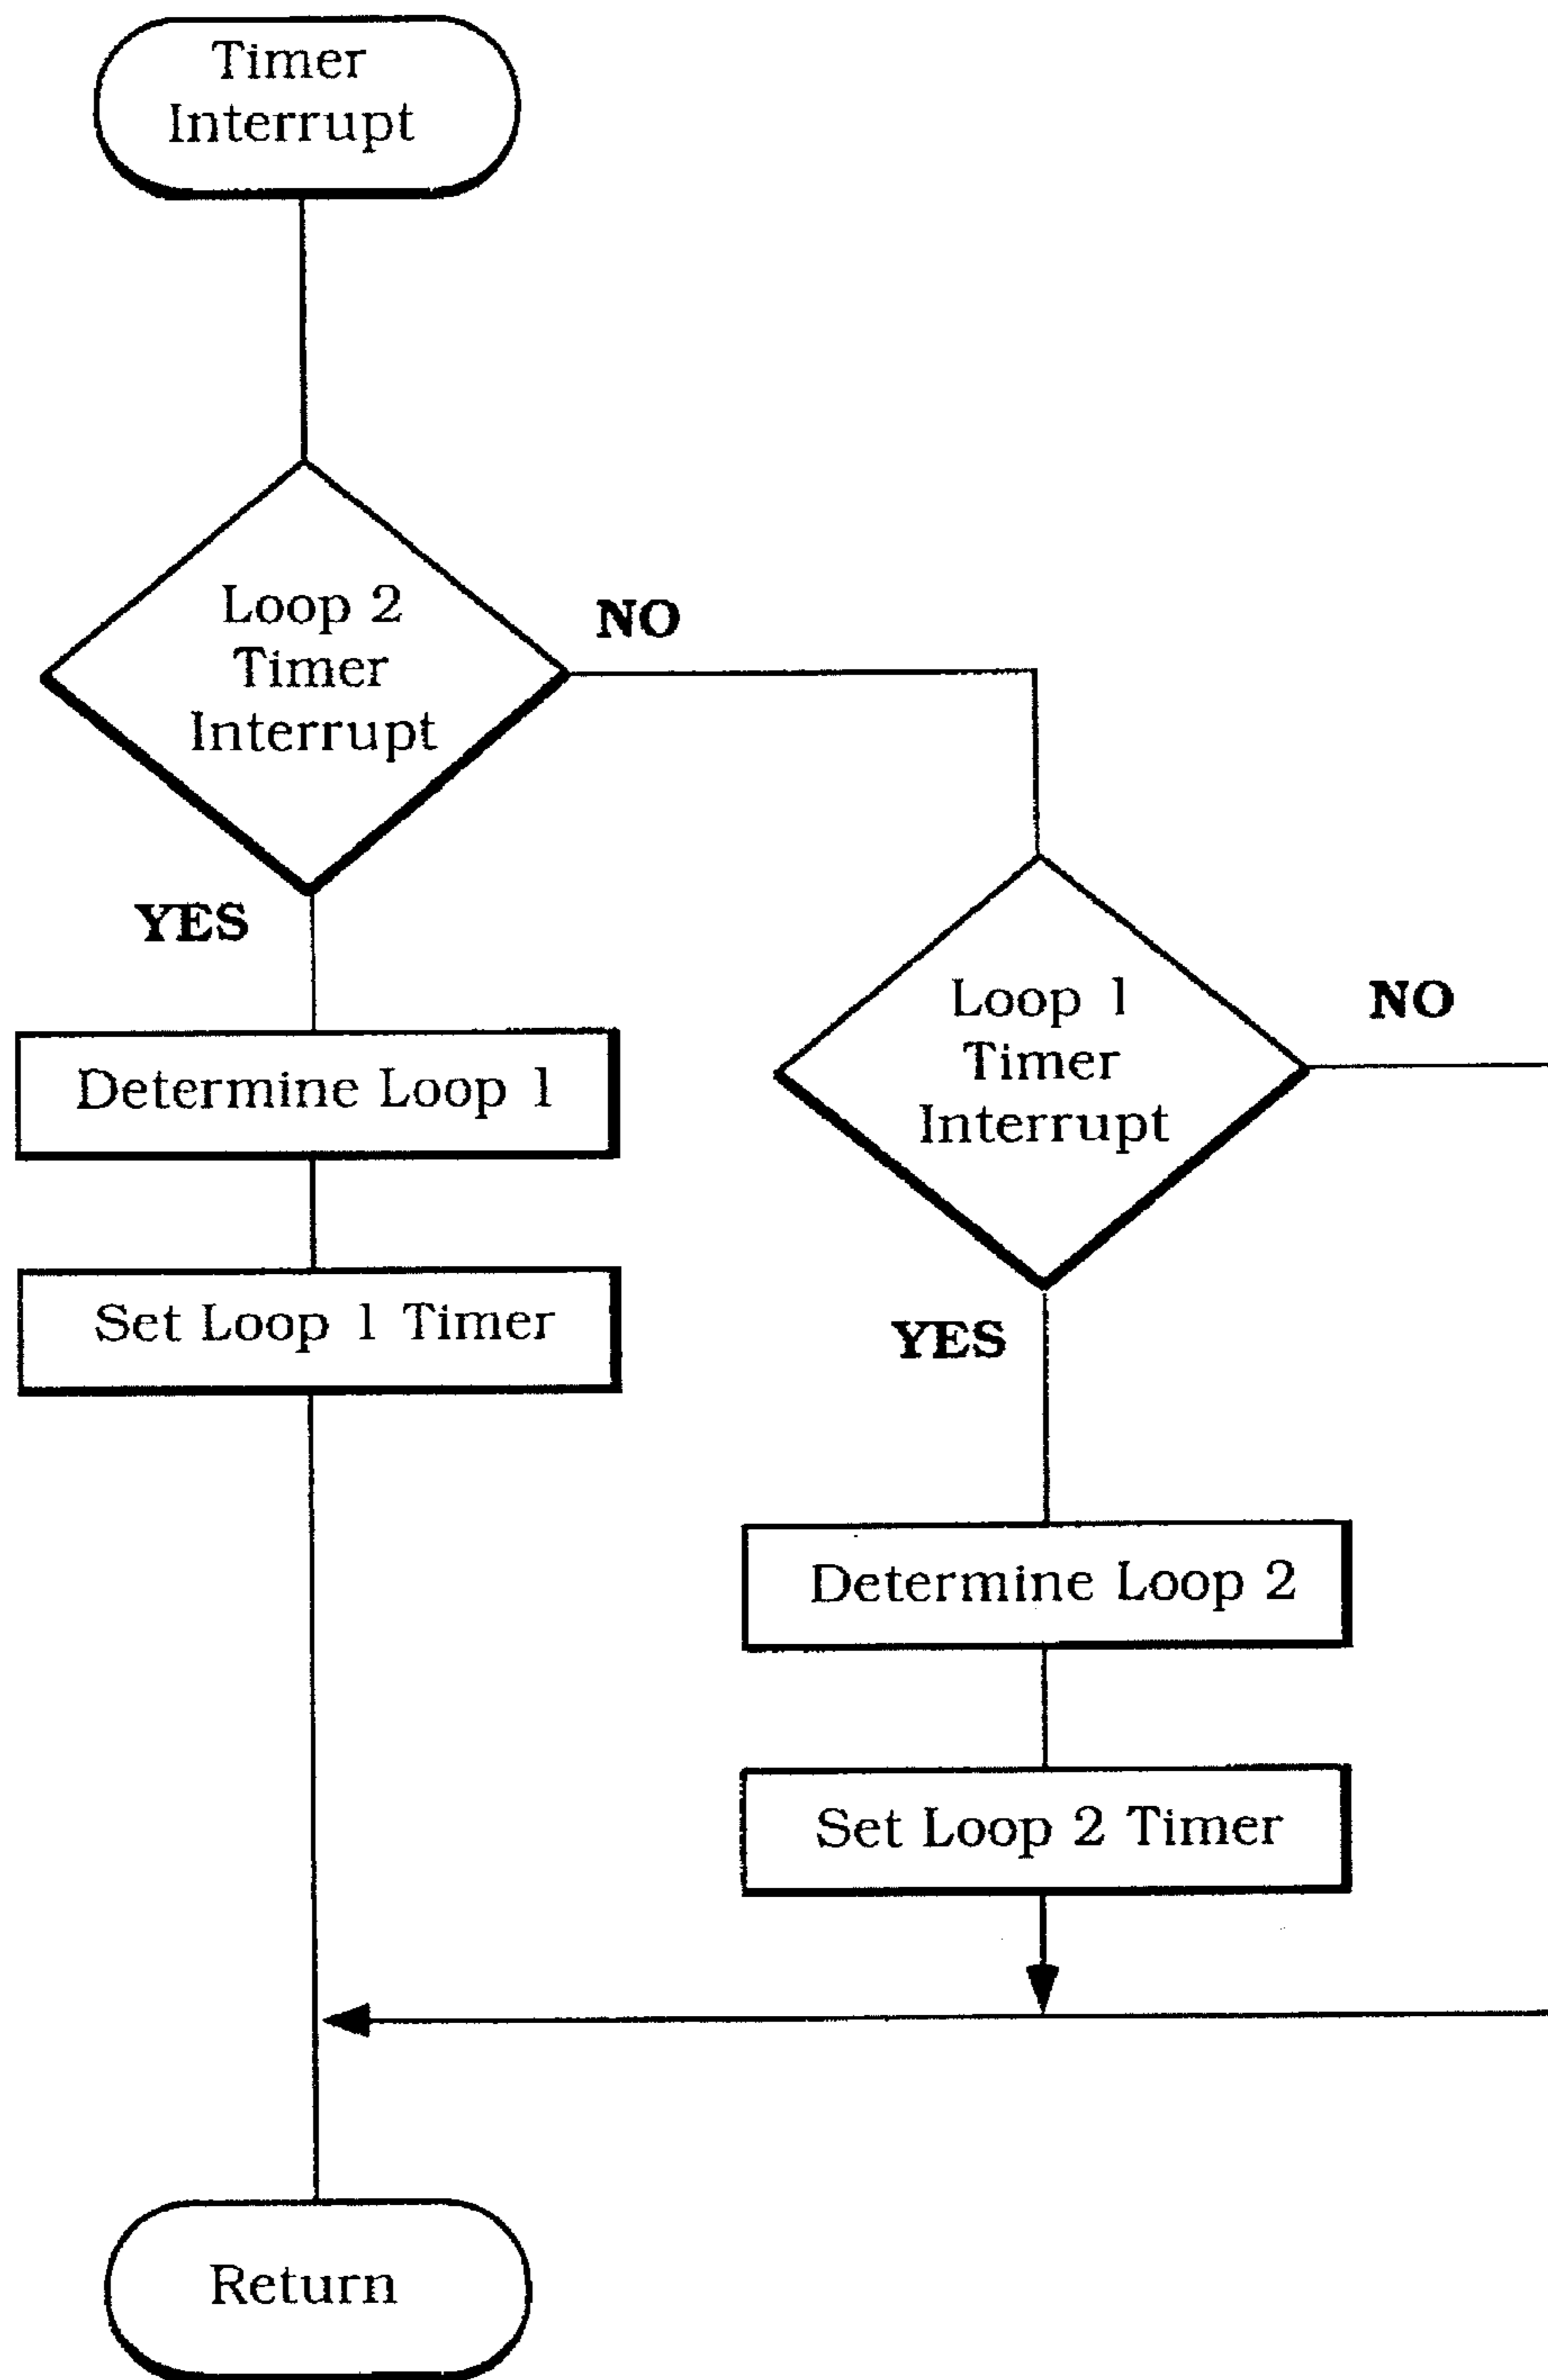 Timer
Interrupt
Loop 2
Timer
Interrupt
NO
YES
Determine Loop 1
Set Loop 1 Timer
Loop 1
Timer
Interrupt
NO
YES
Determine Loop 2
Set Loop 2 Timer
Return